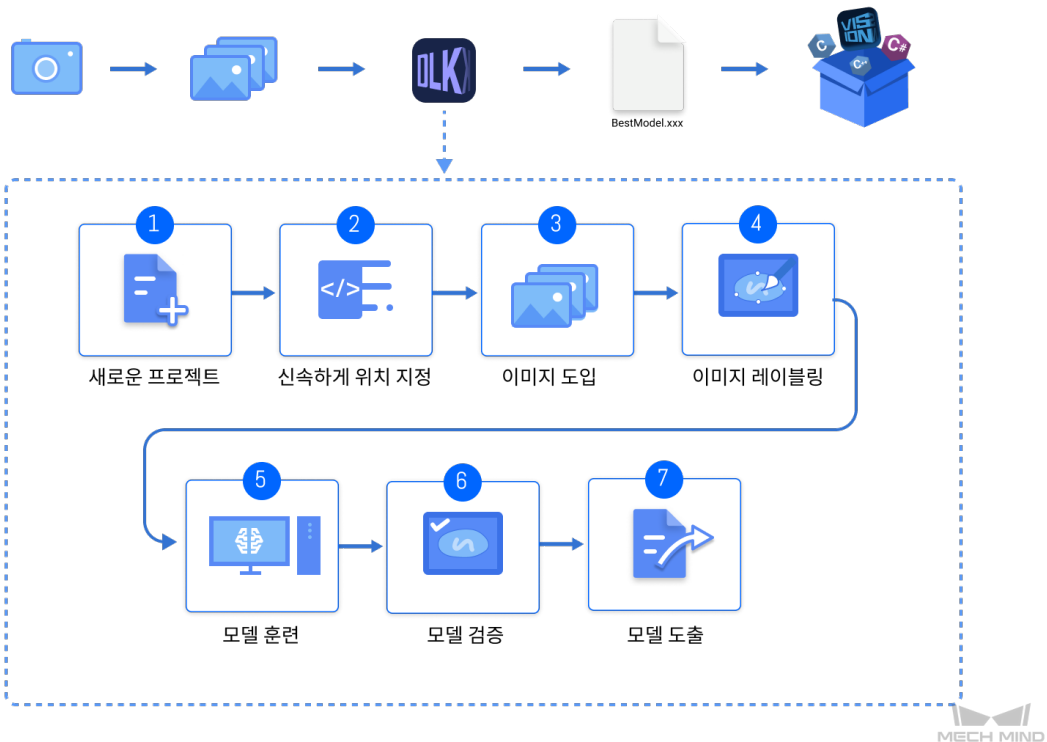 DLK
VISION
C
C#
C++
BestModel.xxx
1
2
3
4
</>
새로운 프로젝트
신속하게 위치 지정
이미지 도입
이미지 레이블링
5
6
7
모델 훈련
모델 검증
모델 도출
MECH MIND